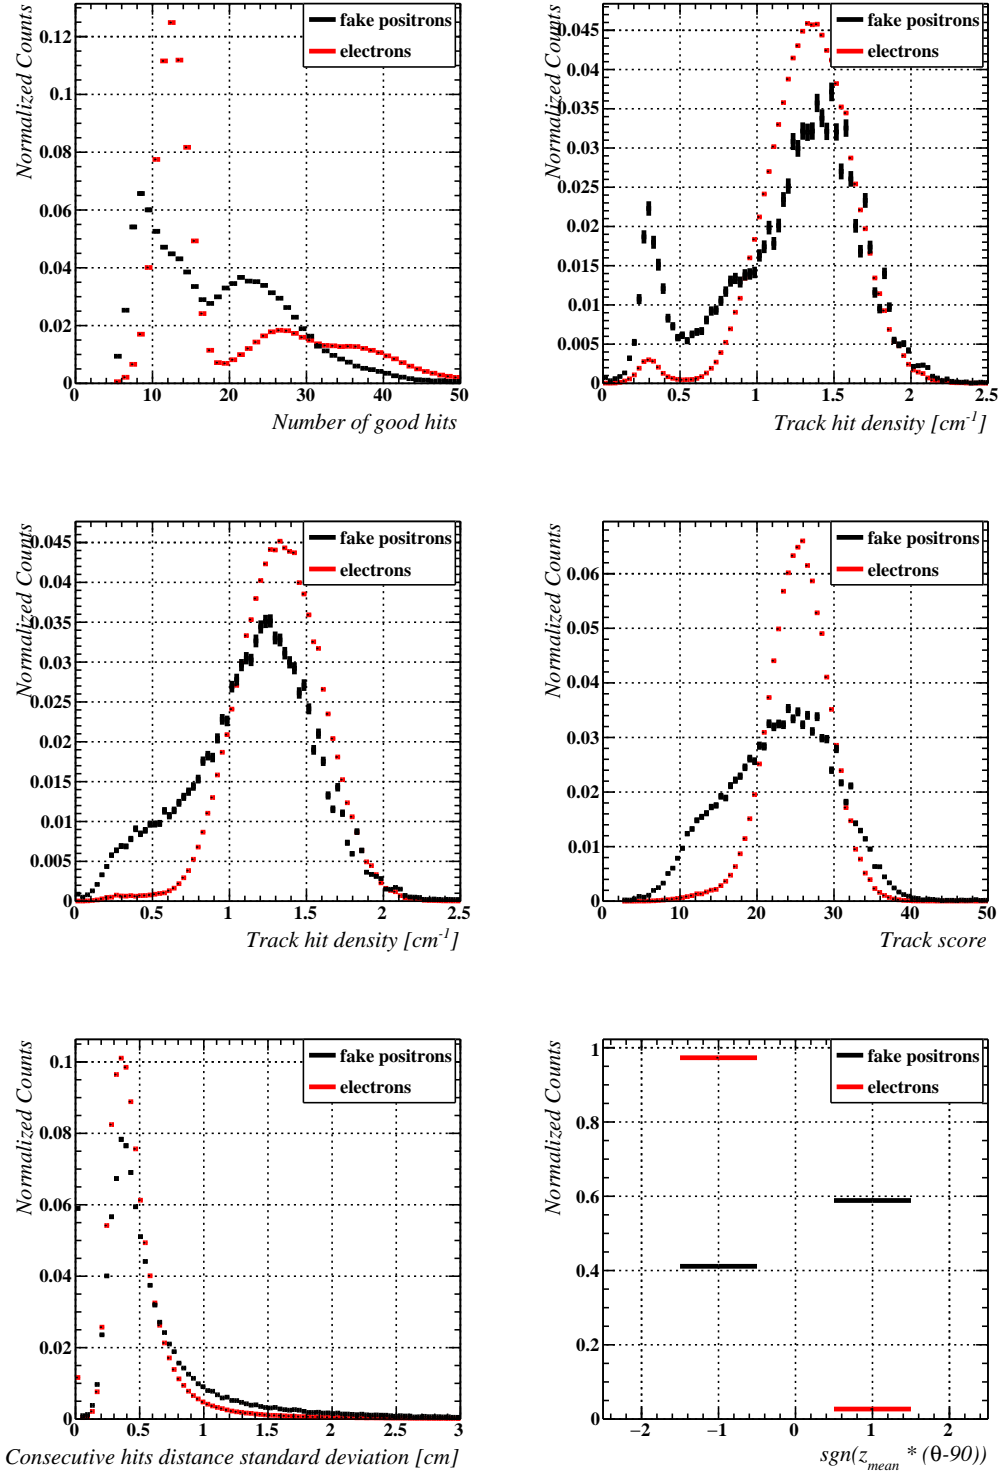 Normalized Counts
fake positrons
electrons
0.12
0.1
0.08
0.06
0.04
0.02
0
0 10 20 30 40 50
Number of good hits
Normalized Counts
fake positrons
electrons
0.045
0.04
0.035
0.03
0.025
0.02
0.015
0.01
0.005
0
0 0.5 1 1.5 2 2.5
Track hit density [cm⁻¹]
Normalized Counts
fake positrons
electrons
0.045
0.04
0.035
0.03
0.025
0.02
0.015
0.01
0.005
0
0 0.5 1 1.5 2 2.5
Track hit density [cm⁻¹]
Normalized Counts
fake positrons
electrons
0.06
0.05
0.04
0.03
0.02
0.01
0
0 10 20 30 40 50
Track score
Normalized Counts
fake positrons
electrons
0.1
0.08
0.06
0.04
0.02
0
0 0.5 1 1.5 2 2.5 3
Consecutive hits distance standard deviation [cm]
Normalized Counts
fake positrons
electrons
1
0.8
0.6
0.4
0.2
0
−2 −1 0 1 2
sgn(z_mean * (θ-90))